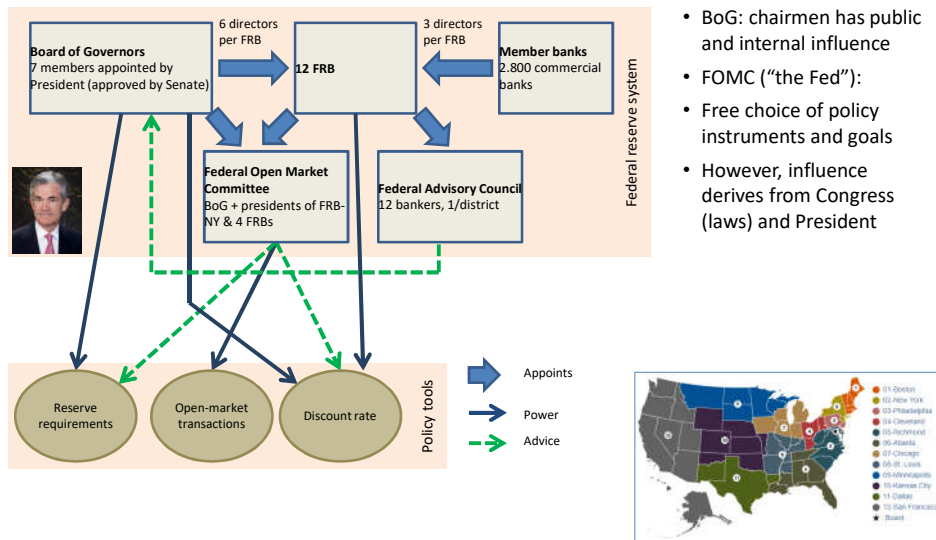 6 directors
per FRB
3 directors
per FRB
Board of Governors
7 members appointed by
President (approved by Senate)
12 FRB
Member banks
2.800 commercial
banks
Federal Open Market
Committee
BoG + presidents of FRB-
NY & 4 FRBs
Federal Advisory Council
12 bankers, 1/district
Federal reserve system
• BoG: chairmen has public
and internal influence
• FOMC (“the Fed”):
• Free choice of policy
instruments and goals
• However, influence
derives from Congress
(laws) and President
Reserve
requirements
Open-market
transactions
Discount rate
Policy tools
Appoints
Power
Advice
01-Boston
02-New York
03-Philadelphia
04-Cleveland
05-Richmond
06-Atlanta
07-Chicago
08-St. Louis
09-Minneapolis
10-Kansas City
11-Dallas
12-San Francisco
Board